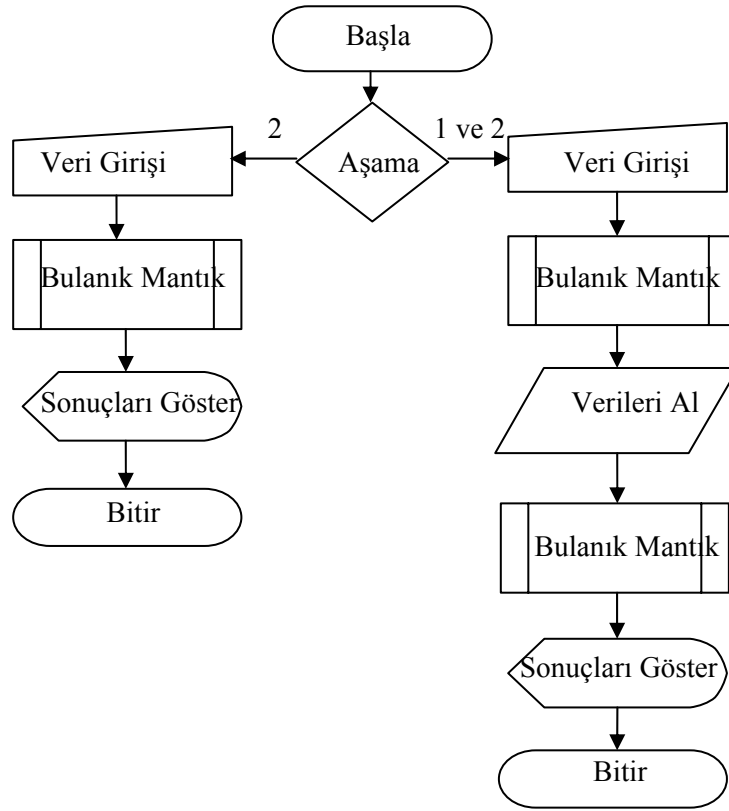 Başla
2
1 ve 2
Aşama
Veri Girişi
Veri Girişi
Bulanık Mantık
Bulanık Mantık
Sonuçları Göster
Verileri Al
Bitir
Bulanık Mantık
Sonuçları Göster
Bitir